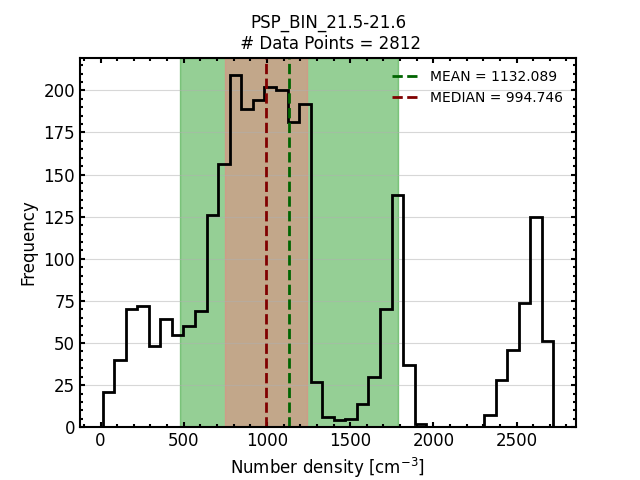 PSP_BIN_21.5-21.6
# Data Points = 2812
MEAN = 1132.089
MEDIAN = 994.746
Frequency
200
175
150
125
100
75
50
25
0
0 500 1000 1500 2000 2500
Number density [cm⁻³]